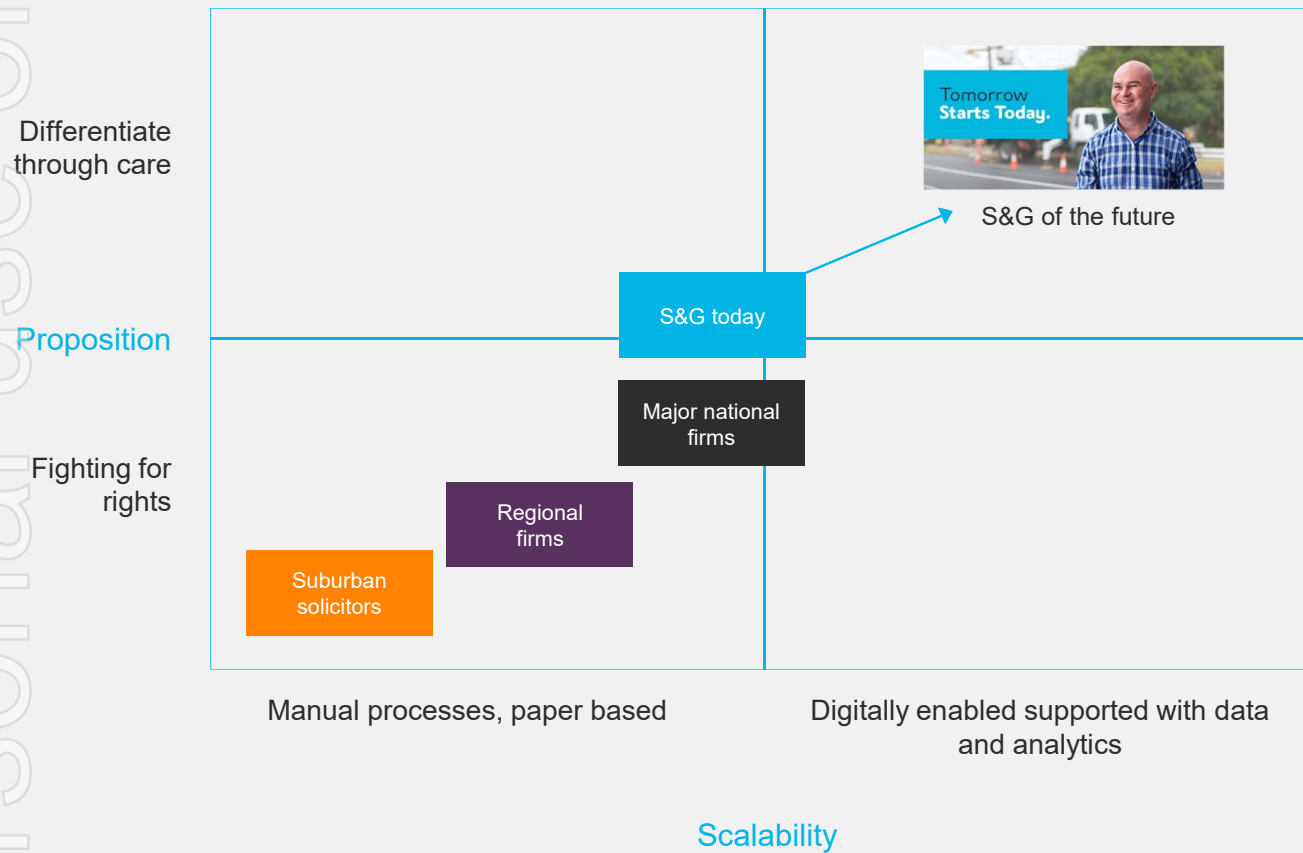 Tomorrow
Starts Today.
Differentiate
through care
S&G of the future
S&G today
Proposition
Major national
firms
Fighting for
rights
Regional
firms
Suburban
solicitors
Manual processes, paper based
Digitally enabled supported with data
and analytics
Scalability